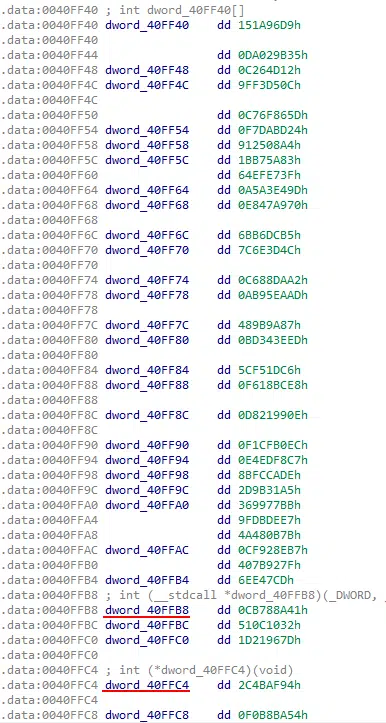 .data:0040FF40 ; int dword_40FF40[]
.data:0040FF40 dword_40FF40 dd 151A96D9h
.data:0040FF40
.data:0040FF44 dd 0DA029B35h
.data:0040FF48 dword_40FF48 dd 0C264D12h
.data:0040FF4C dword_40FF4C dd 9FF3D50Ch
.data:0040FF4C
.data:0040FF50 dd 0C76F865Dh
.data:0040FF54 dword_40FF54 dd 0F7DABD24h
.data:0040FF58 dword_40FF58 dd 912508A4h
.data:0040FF5C dword_40FF5C dd 1BB75A83h
.data:0040FF60 dd 64EFE73Fh
.data:0040FF64 dword_40FF64 dd 0A5A3E49Dh
.data:0040FF68 dword_40FF68 dd 0E847A970h
.data:0040FF68
.data:0040FF6C dword_40FF6C dd 6BB6DCB5h
.data:0040FF70 dword_40FF70 dd 7C6E3D4Ch
.data:0040FF70
.data:0040FF74 dword_40FF74 dd 0C688DAA2h
.data:0040FF78 dword_40FF78 dd 0AB95EAADh
.data:0040FF78
.data:0040FF7C dword_40FF7C dd 489B9A87h
.data:0040FF80 dword_40FF80 dd 0BD343EEDh
.data:0040FF80
.data:0040FF84 dword_40FF84 dd 5CF51DC6h
.data:0040FF88 dword_40FF88 dd 0F618BCE8h
.data:0040FF88
.data:0040FF8C dword_40FF8C dd 0D821990Eh
.data:0040FF8C
.data:0040FF90 dword_40FF90 dd 0F1CFB0ECh
.data:0040FF94 dword_40FF94 dd 0E4EDF8C7h
.data:0040FF98 dword_40FF98 dd 8BFCCADEh
.data:0040FF9C dword_40FF9C dd 2D9B31A5h
.data:0040FFA0 dword_40FFA0 dd 369977BBh
.data:0040FFA4 dd 9FDBDEE7h
.data:0040FFA8 dd 4A480B7Bh
.data:0040FFAC dword_40FFAC dd 0CF928EB7h
.data:0040FFB0 dd 407B927Fh
.data:0040FFB4 dword_40FFB4 dd 6EE47CDh
.data:0040FFB8 ; int (__stdcall *dword_40FFB8)(_DWORD,
.data:0040FFB8 dword_40FFB8 dd 0CB788A41h
.data:0040FFBC dword_40FFBC dd 510C1032h
.data:0040FFC0 dword_40FFC0 dd 1D21967Dh
.data:0040FFC0
.data:0040FFC4 ; int (*dword_40FFC4)(void)
.data:0040FFC4 dword_40FFC4 dd 2C4BAF94h
.data:0040FFC4
.data:0040FFC8 dword_40FFC8 dd 0F0B8BA54h